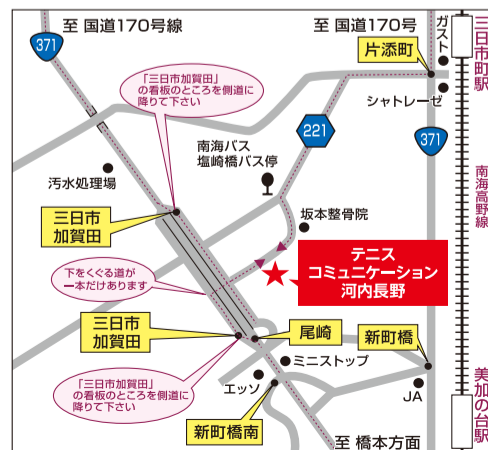 至 国道170号線
至 国道170号
371
ガスト
三日市町駅
片添町
「三日市加賀田」
の看板のところを側道に
降りて下さい
シャトレーゼ
221
371
南海バス
塩崎橋バス停
汚水処理場
南海高野線
坂本整骨院
三日市
加賀田
テニス
コミュニケーション
河内長野
下をくぐる道が
一本だけあります
三日市
加賀田
尾崎
新町橋
ミニストップ
エッソ
JA
美加の台駅
「三日市加賀田」
の看板のところを側道に
降りて下さい
新町橋南
至 橋本方面